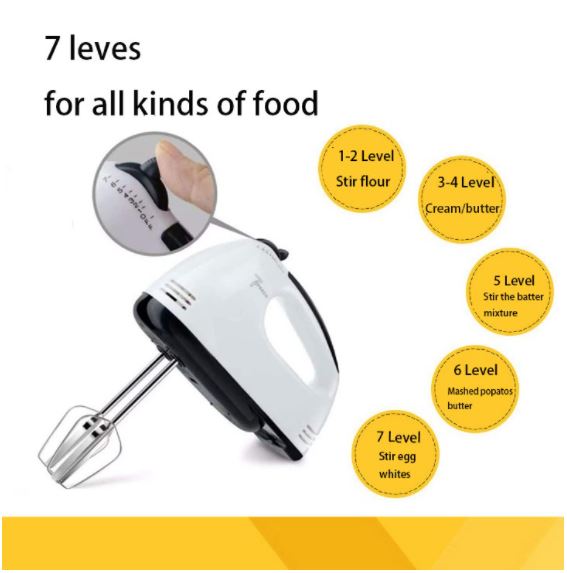 7 leves
for all kinds of food
1-2 Level
Stir flour
3-4 Level
Cream/butter
5 Level
Stir the batter
mixture
6 Level
Mashed popatos
butter
7 Level
Stir egg
whites